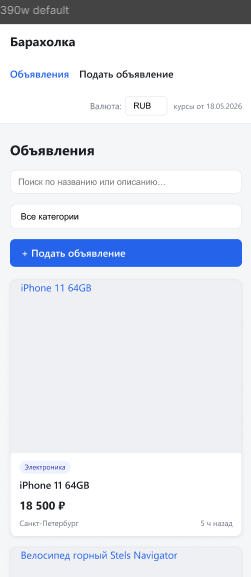 390w default
Барахолка
Объявления Подать объявление
Валюта: RUB курсы от 18.05.2026
Объявления
Поиск по названию или описанию...
Все категории
+ Подать объявление
iPhone 11 64GB
Электроника
iPhone 11 64GB
18 500 ₽
Санкт-Петербург 5 ч назад
Велосипед горный Stels Navigator